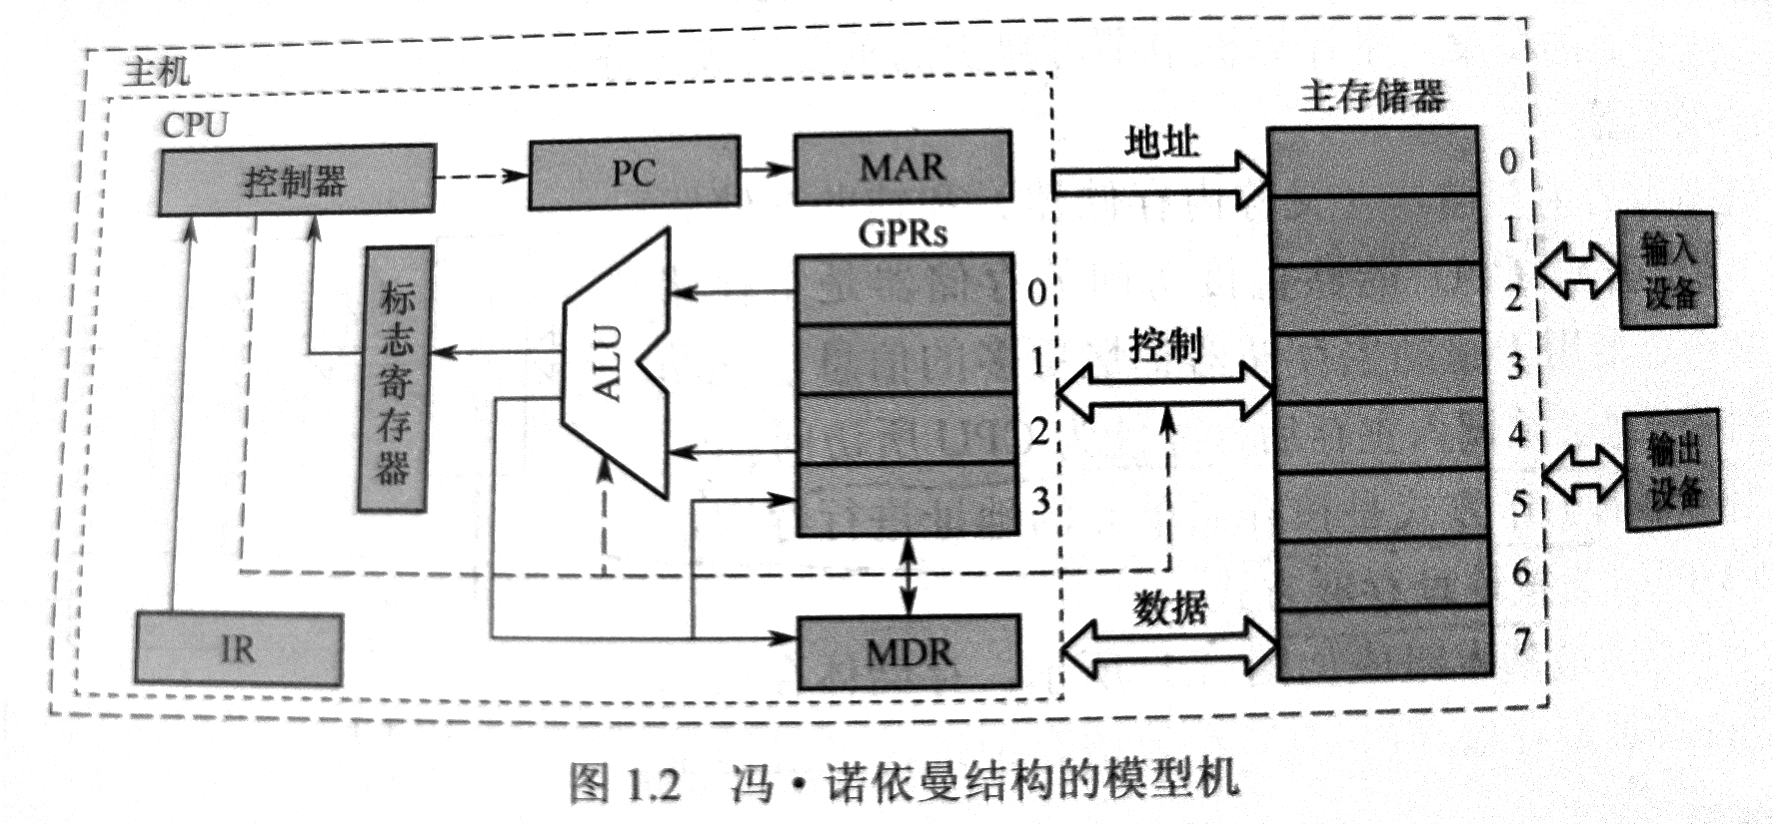 主机
CPU
控制器
PC
MAR
地址
主存储器
0
1
2
3
4
5
6
7
GPRs
0
1
2
3
标志寄存器
ALU
控制
输入
设备
输出
设备
IR
MDR
数据
图 1.2 冯·诺依曼结构的模型机